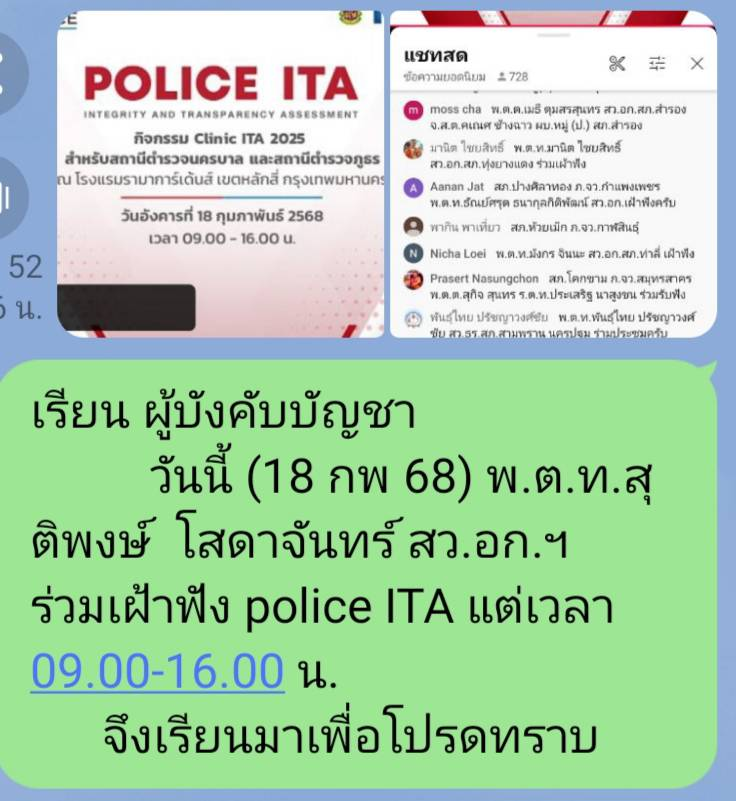 POLICE ITA
INTEGRITY AND TRANSPARENCY ASSESSMENT
กิจกรรม Clinic ITA 2025
สำหรับสถานีตำรวจนครบาล และสถานีตำรวจภูธร
ณ โรงแรมรามาการ์เด้นส์ เขตหลักสี่ กรุงเทพมหานคร
วันอังคารที่ 18 กุมภาพันธ์ 2568
เวลา 09.00 - 16.00 น.
แชทสด
ข้อความยอดนิยม 728
m moss cha พ.ต.ต.เมธี ตุมสรสุนทร สว.อก.สภ.สำรอง
จ.ส.ต.คเณศ ช้างฉาว ผบ.หมู่ (ป.) สภ.สำรอง
มานิต ไชยสิทธิ์ พ.ต.ท.มานิต ไชยสิทธิ์
สว.อก.สภ.ทุ่งยางแดง ร่วมเฝ้าฟัง
A Aanan Jat สภ.ปางศิลาทอง ภ.จว.กำแพงเพชร
พ.ต.ท.ธัณย์ศรุต ธนากุลกิติพัฒน์ สว.อก.เฝ้าฟังครับ
พากิน พาเที่ยว สภ.ห้วยเม็ก ภ.จว.กาฬสินธุ์
N Nicha Loei พ.ต.ท.มังกร จินนะ สว.อก.สภ.ท่าลี่ เฝ้าฟัง
Prasert Nasungchon สภ.โคกขาม ภ.จว.สมุทรสาคร
พ.ต.ต.สุกิจ สุนทร ร.ต.ท.ประเสริฐ นาสูงชน ร่วมรับฟัง
พันธุ์ไทย ปรัชญาวงศ์ชัย พ.ต.ท.พันธุ์ไทย ปรัชญาวงศ์
ชัย สว.ธร.สภ.สามพราน นครปฐม ร่วมประชุมครับ
52
น.
เรียน ผู้บังคับบัญชา
วันนี้ (18 กพ 68) พ.ต.ท.สุ
ติพงษ์ โสดาจันทร์ สว.อก.ฯ
ร่วมเฝ้าฟัง police ITA แต่เวลา
09.00-16.00 น.
จึงเรียนมาเพื่อโปรดทราบ